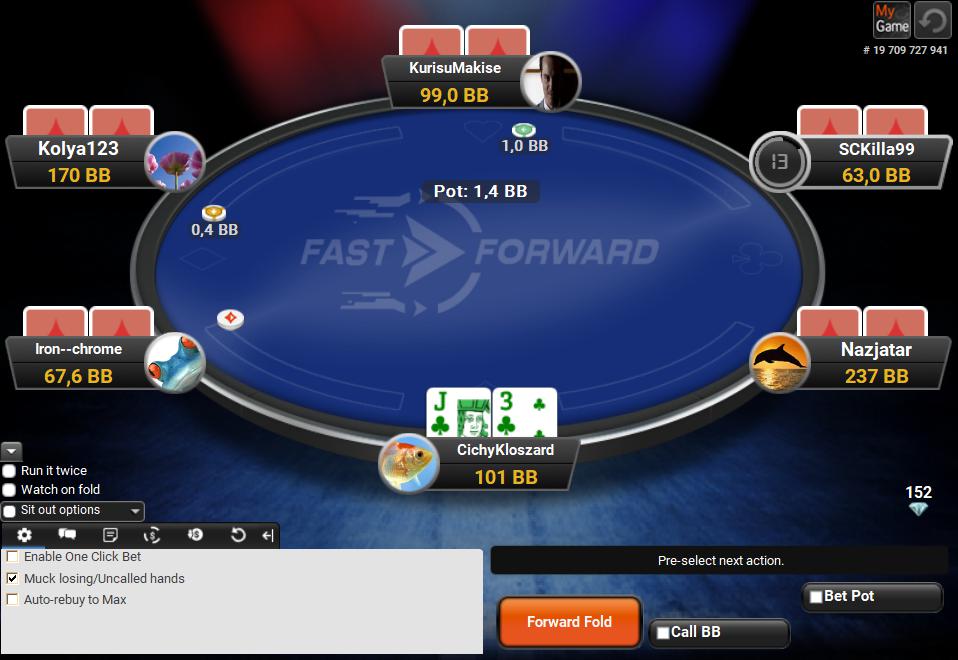 My
Game
# 19 709 727 941
KurisuMakise
99,0 BB
Kolya123
170 BB
13
SCKilla99
63,0 BB
1,0 BB
Pot: 1,4 BB
0,4 BB
FAST FORWARD
Iron--chrome
67,6 BB
Nazjatar
237 BB
J 3
CichyKloszard
101 BB
Run it twice
Watch on fold
Sit out options
152
Enable One Click Bet
Muck losing/Uncalled hands
Auto-rebuy to Max
Pre-select next action.
Bet Pot
Forward Fold
Call BB